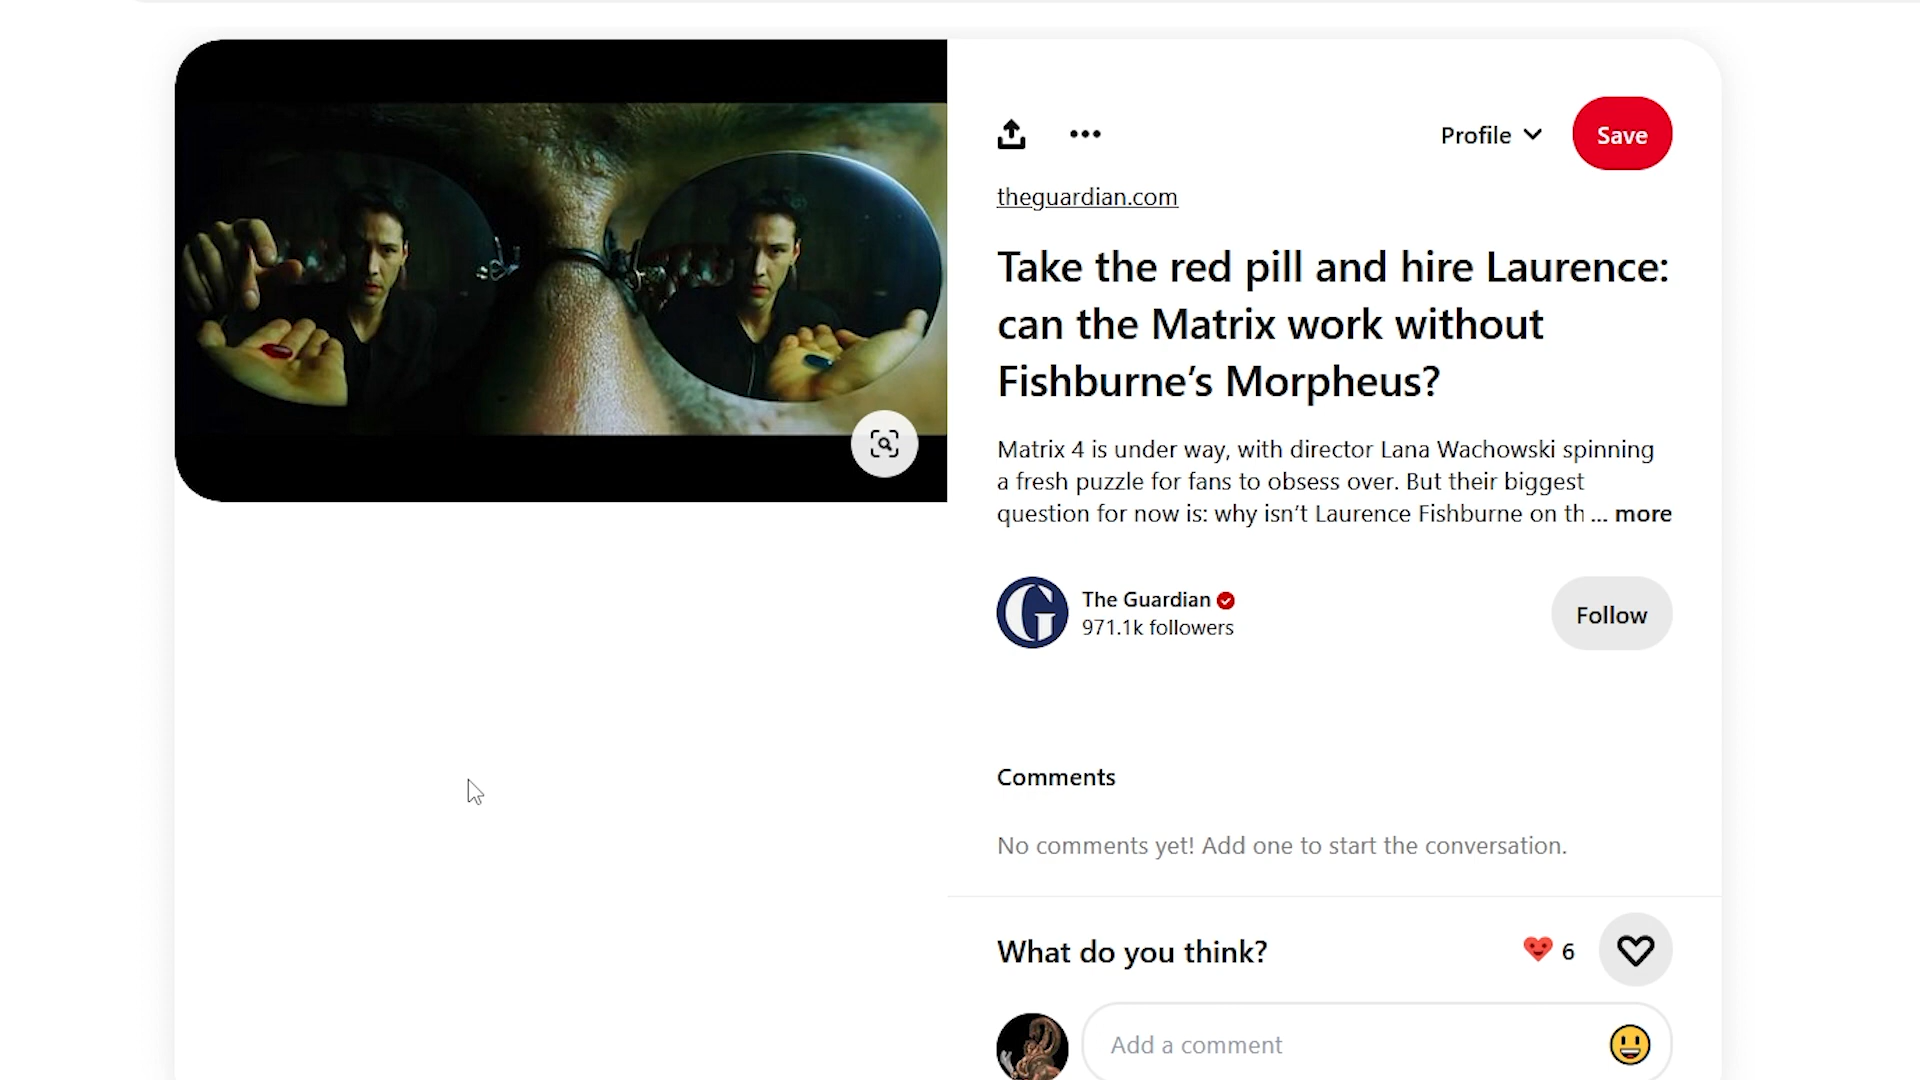 Profile
Save
theguardian.com
Take the red pill and hire Laurence:
can the Matrix work without
Fishburne’s Morpheus?
Matrix 4 is under way, with director Lana Wachowski spinning
a fresh puzzle for fans to obsess over. But their biggest
question for now is: why isn’t Laurence Fishburne on th ... more
G
The Guardian
971.1k followers
Follow
Comments
No comments yet! Add one to start the conversation.
What do you think?
6
Add a comment